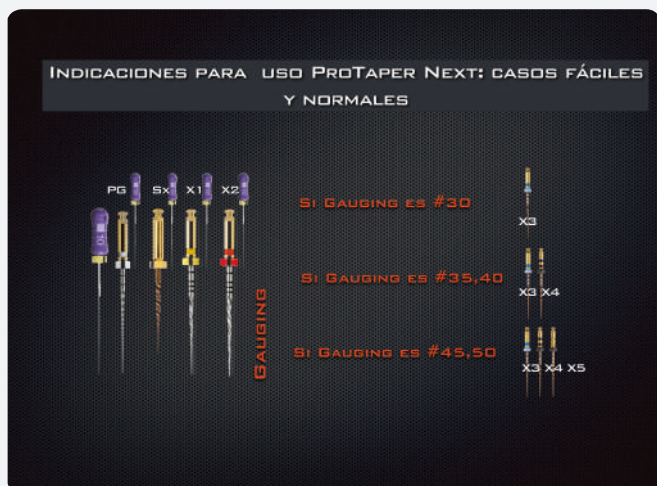 Indicaciones para uso ProTaper Next: casos fáciles
y normales
PG Sx X1 X2
10
Gauging
Si Gauging es #30
X3
Si Gauging es #35,40
X3 X4
Si Gauging es #45,50
X3 X4 X5